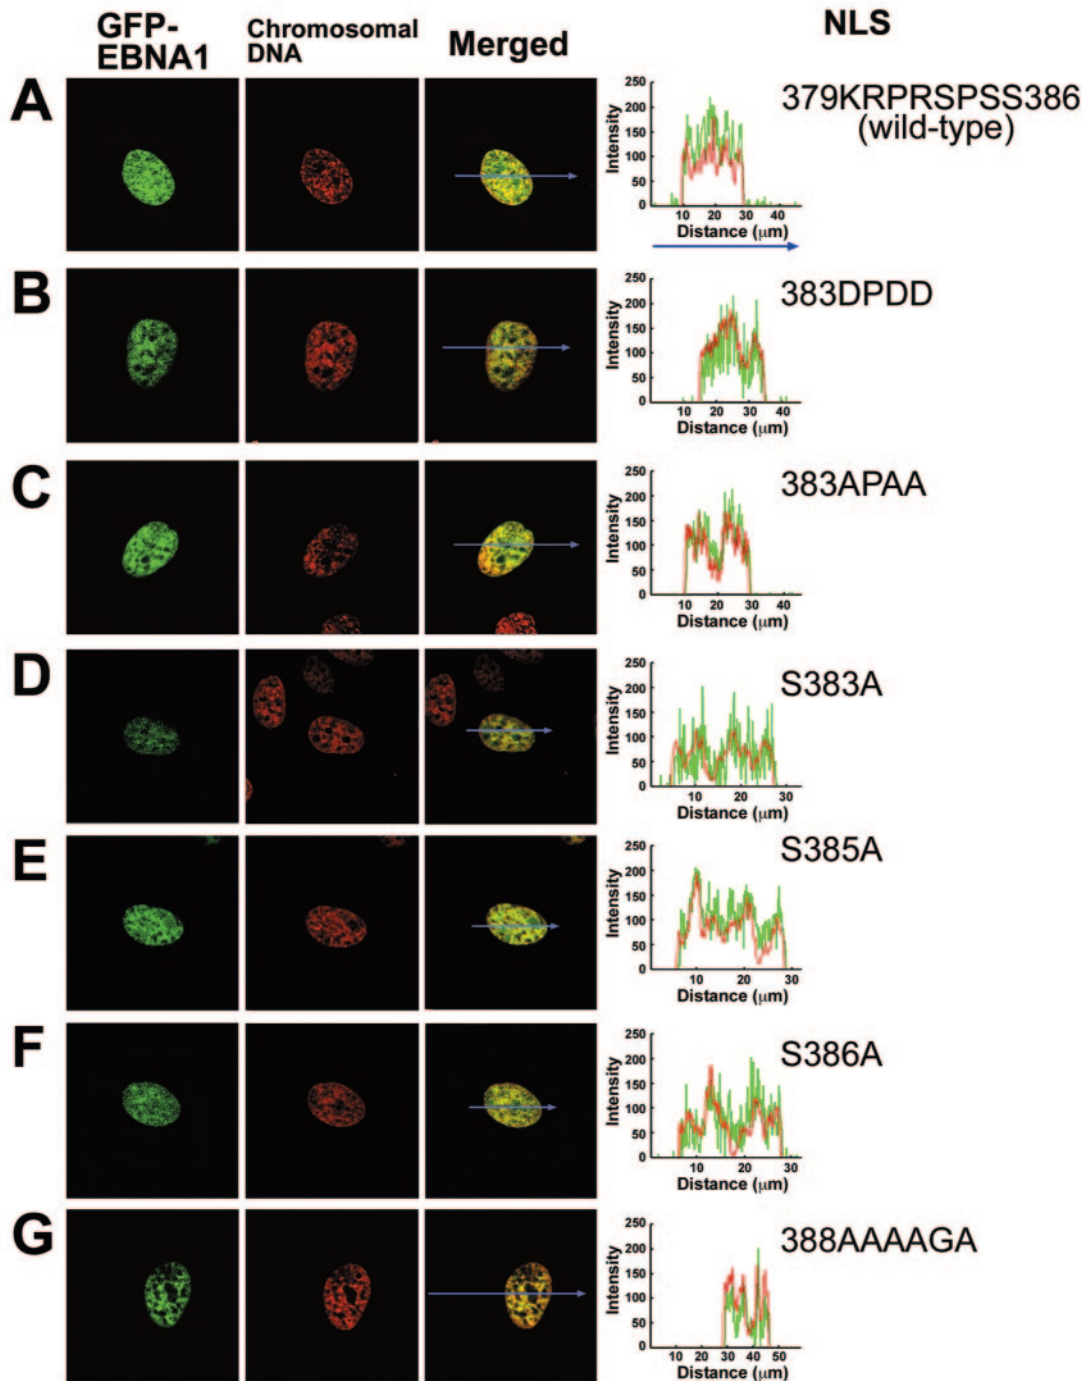 GFP-
EBNA1
Chromosomal
DNA
Merged
NLS
A
250
200
150
100
50
0
Intensity
10 20 30 40
Distance (μm)
379KRPRSPSS386
(wild-type)
B
250
200
150
100
50
0
Intensity
10 20 30 40
Distance (μm)
383DPDD
C
250
200
150
100
50
0
Intensity
10 20 30 40
Distance (μm)
383APAA
D
250
200
150
100
50
0
Intensity
10 20 30
Distance (μm)
S383A
E
250
200
150
100
50
0
Intensity
10 20 30
Distance (μm)
S385A
F
250
200
150
100
50
0
Intensity
10 20 30
Distance (μm)
S386A
G
250
200
150
100
50
0
Intensity
10 20 30 40 50
Distance (μm)
388AAAAGA